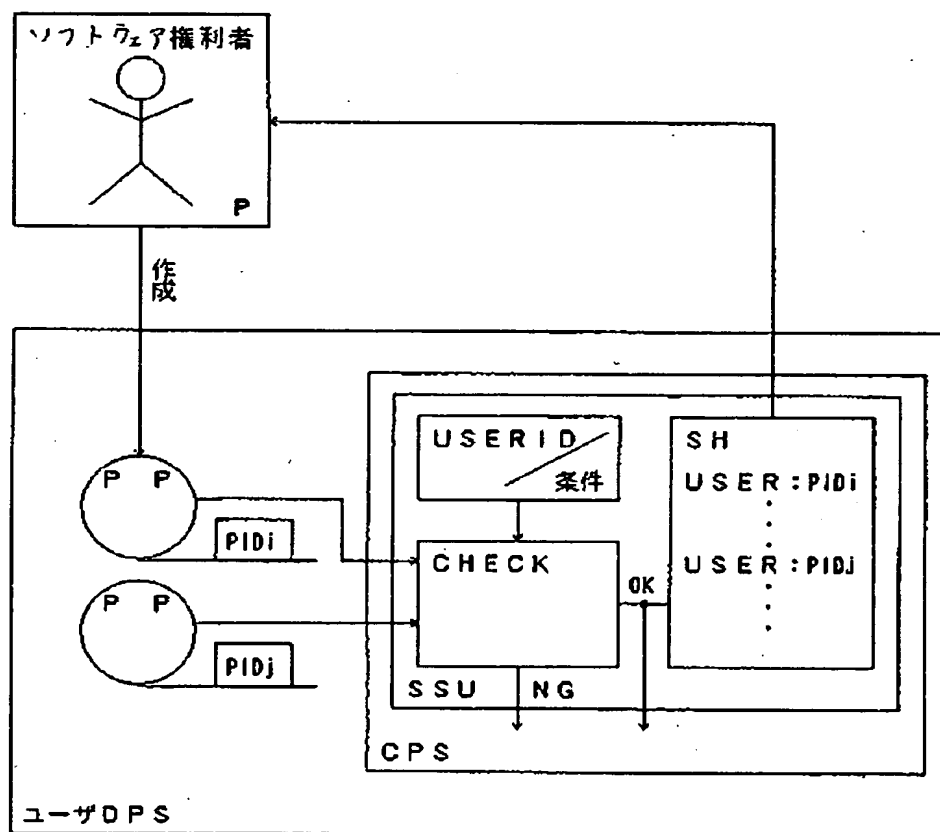 ソフトウェア権利者
P
作成
USERID
条件
SH
USER:PIDi
P P
PIDi
CHECK
OK
USER:PIDj
P P
PIDj
SSU
NG
CPS
ユーザDPS